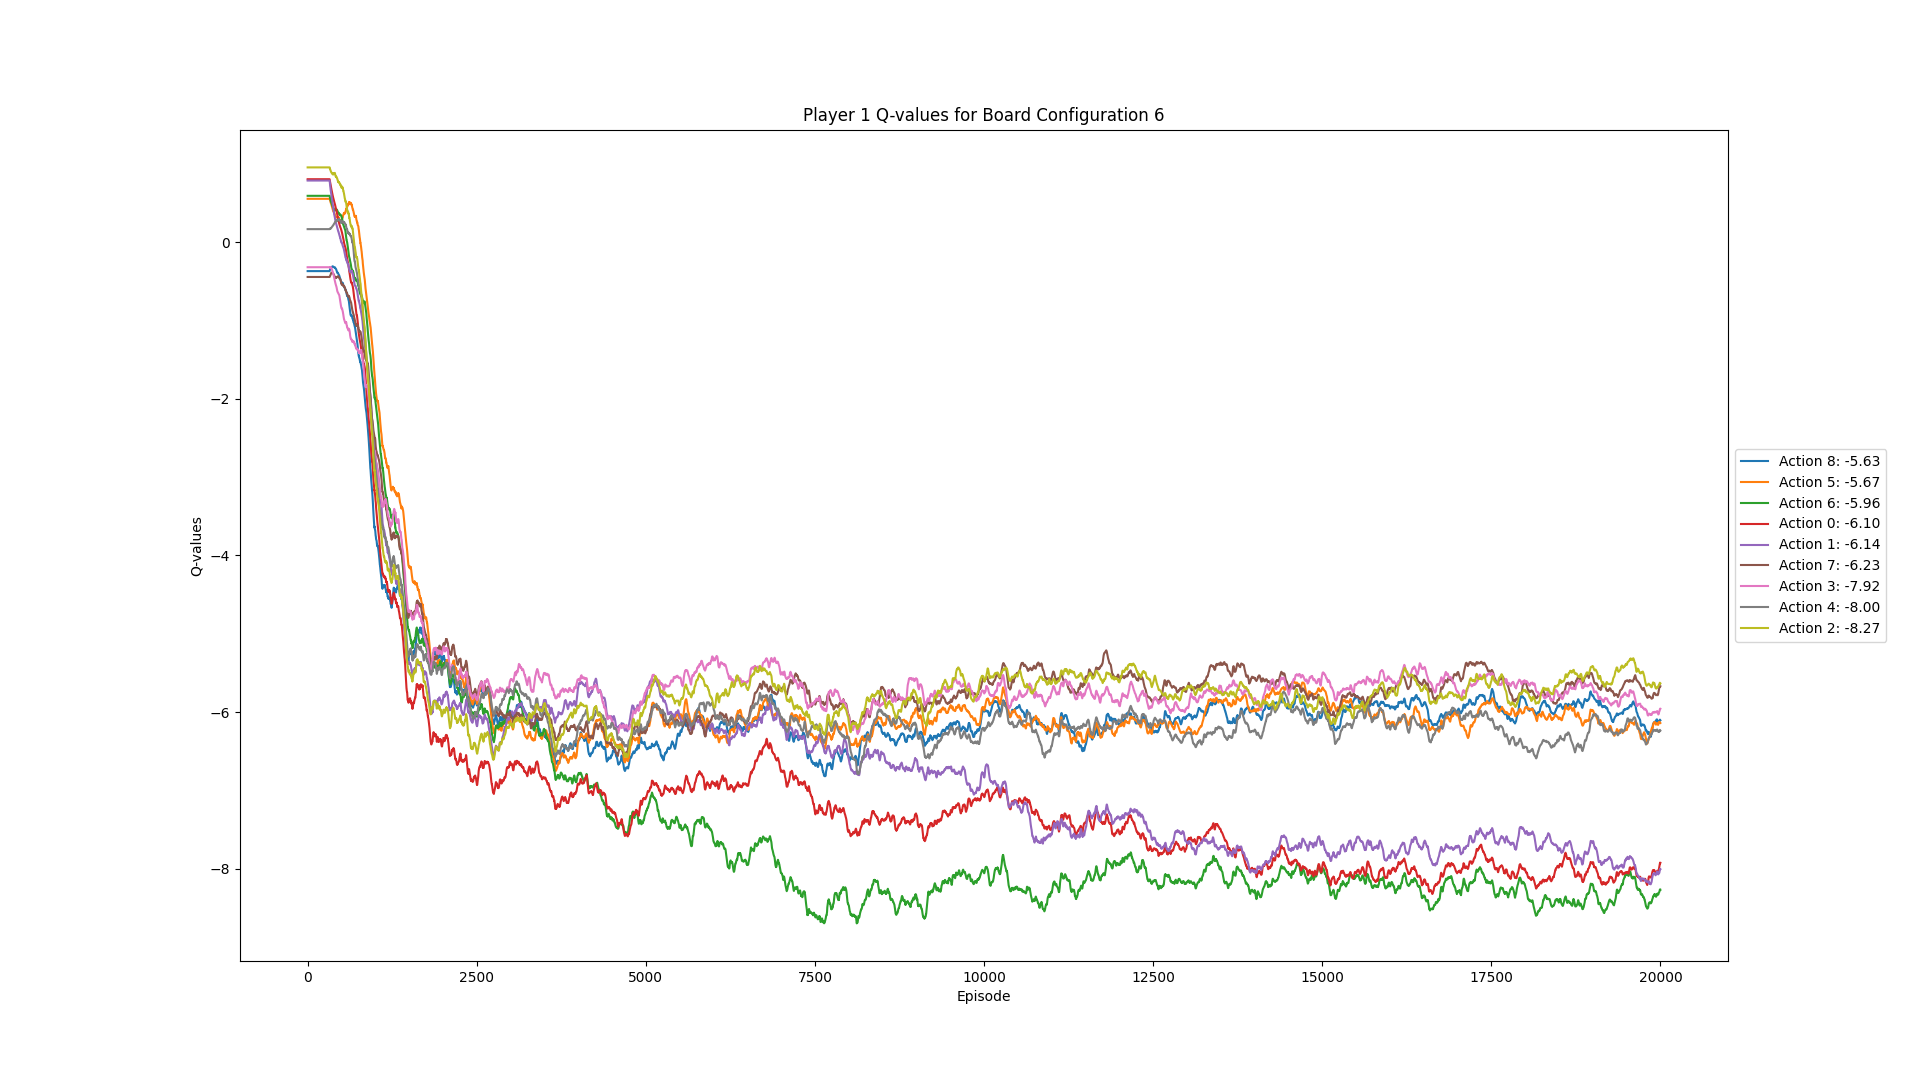 Player 1 Q-values for Board Configuration 6
0
−2
−4
−6
−8
Q-values
0
2500
5000
7500
10000
12500
15000
17500
20000
Episode
Action 8: -5.63
Action 5: -5.67
Action 6: -5.96
Action 0: -6.10
Action 1: -6.14
Action 7: -6.23
Action 3: -7.92
Action 4: -8.00
Action 2: -8.27